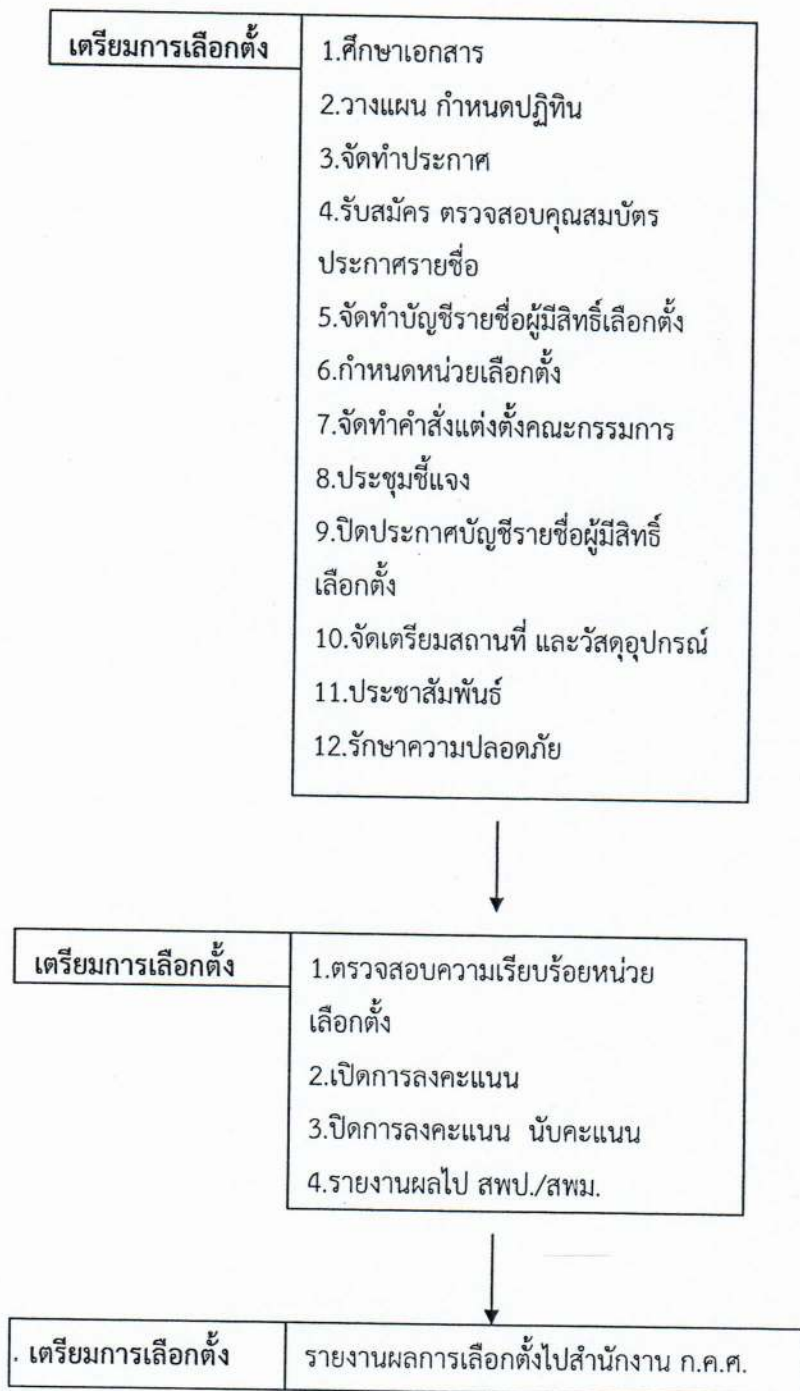 เตรียมการเลือกตั้ง
1.ศึกษาเอกสาร
2.วางแผน กำหนดปฏิทิน
3.จัดทำประกาศ
4.รับสมัคร ตรวจสอบคุณสมบัตร
ประกาศรายชื่อ
5.จัดทำบัญชีรายชื่อผู้มีสิทธิ์เลือกตั้ง
6.กำหนดหน่วยเลือกตั้ง
7.จัดทำคำสั่งแต่งตั้งคณะกรรมการ
8.ประชุมชี้แจง
9.ปิดประกาศบัญชีรายชื่อผู้มีสิทธิ์
เลือกตั้ง
10.จัดเตรียมสถานที่ และวัสดุอุปกรณ์
11.ประชาสัมพันธ์
12.รักษาความปลอดภัย
เตรียมการเลือกตั้ง
1.ตรวจสอบความเรียบร้อยหน่วย
เลือกตั้ง
2.เปิดการลงคะแนน
3.ปิดการลงคะแนน นับคะแนน
4.รายงานผลไป สพป./สพม.
. เตรียมการเลือกตั้ง
รายงานผลการเลือกตั้งไปสำนักงาน ก.ค.ศ.